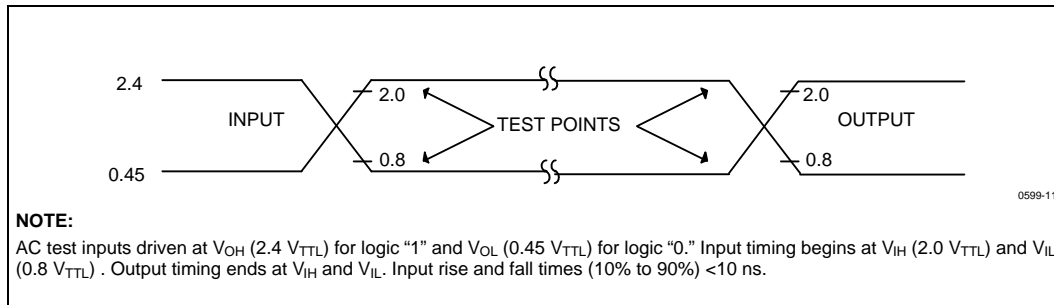 2.4
2.0
2.0
INPUT
TEST POINTS
OUTPUT
0.8
0.8
0.45
0599-11
NOTE:
AC test inputs driven at VOH (2.4 VTTL) for logic “1” and VOL (0.45 VTTL) for logic “0.” Input timing begins at VIH (2.0 VTTL) and VIL
(0.8 VTTL) . Output timing ends at VIH and VIL. Input rise and fall times (10% to 90%) <10 ns.